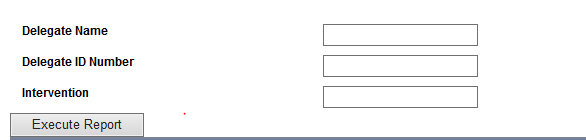 Delegate Name
Delegate ID Number
Intervention
Execute Report